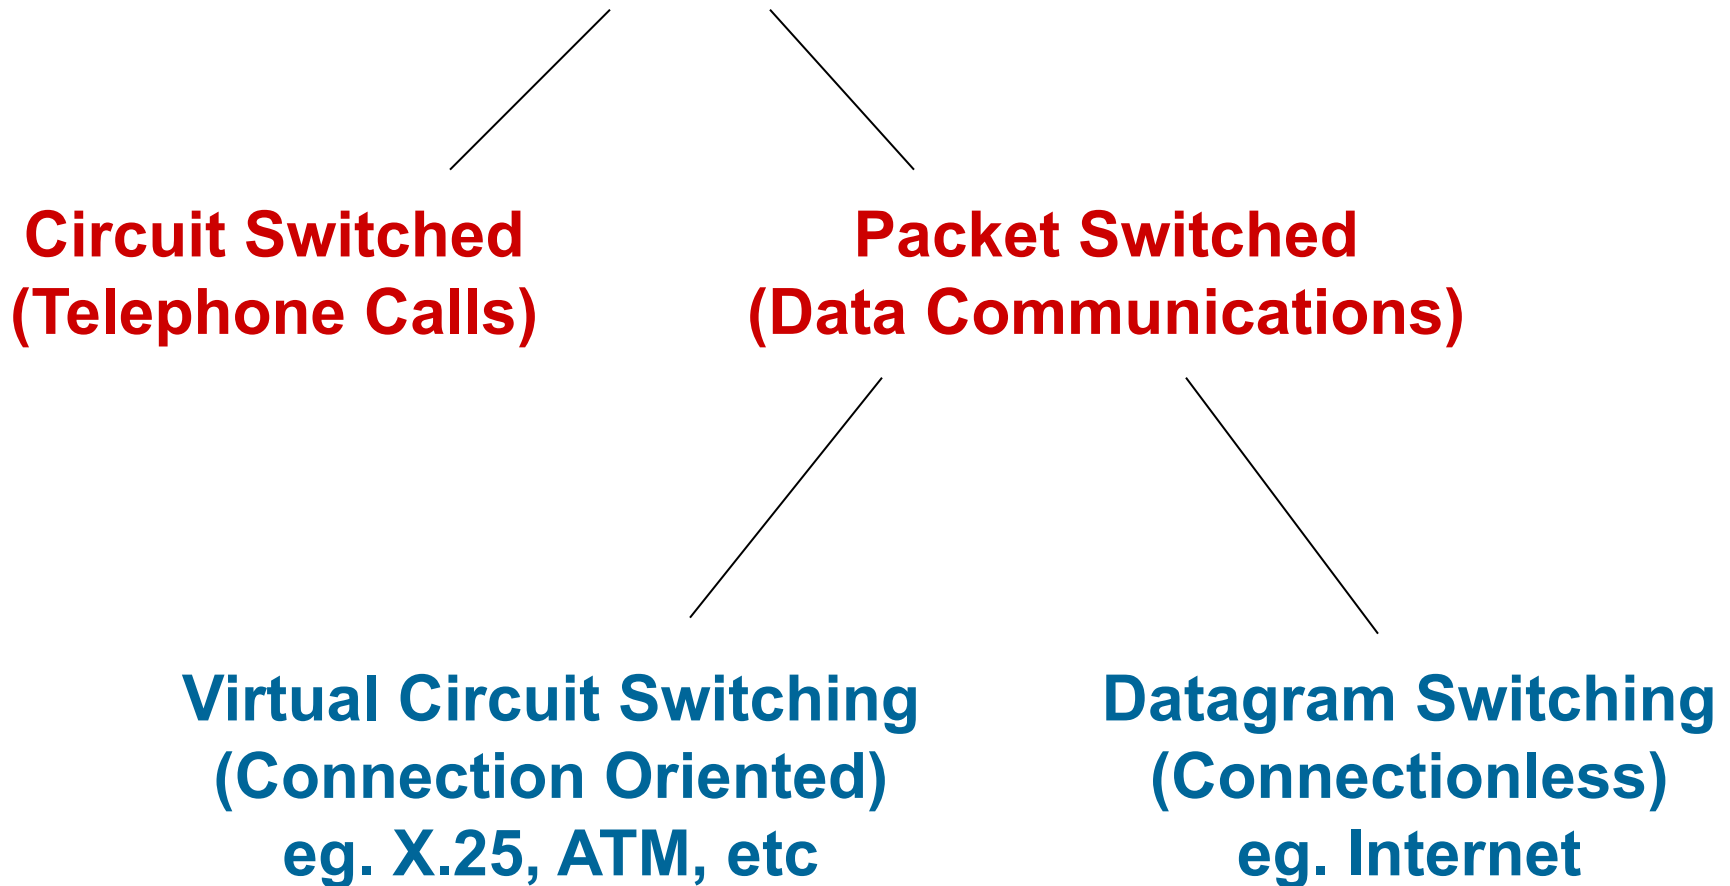 Circuit Switched
(Telephone Calls)
Packet Switched
(Data Communications)
Virtual Circuit Switching
(Connection Oriented)
eg. X.25, ATM, etc
Datagram Switching
(Connectionless)
eg. Internet